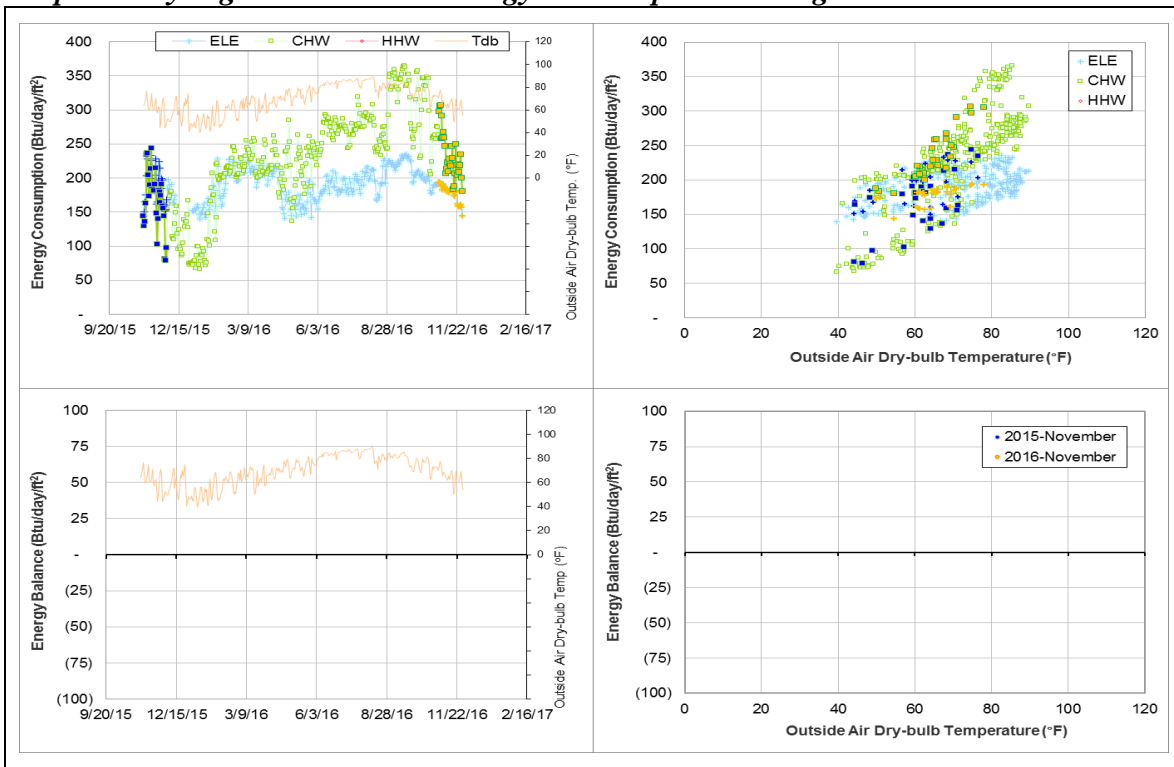 ELE CHW HHW Tdb
Energy Consumption (Btu/day/ft²)
400
350
300
250
200
150
100
50
-
120
100
80
60
40
20
0
Outside Air Dry-bulb Temp. (°F)
9/20/15 12/15/15 3/9/16 6/3/16 8/28/16 11/22/16 2/16/17
ELE
CHW
HHW
Energy Consumption (Btu/day/ft²)
400
350
300
250
200
150
100
50
-
0 20 40 60 80 100 120
Outside Air Dry-bulb Temperature (°F)
Energy Balance (Btu/day/ft²)
100
75
50
25
-
(25)
(50)
(75)
(100)
120
100
80
60
40
20
0
Outside Air Dry-bulb Temp (°F)
9/20/15 12/15/15 3/9/16 6/3/16 8/28/16 11/22/16 2/16/17
2015-November
2016-November
Energy Balance (Btu/day/ft²)
100
75
50
25
-
(25)
(50)
(75)
(100)
0 20 40 60 80 100 120
Outside Air Dry-bulb Temperature (°F)